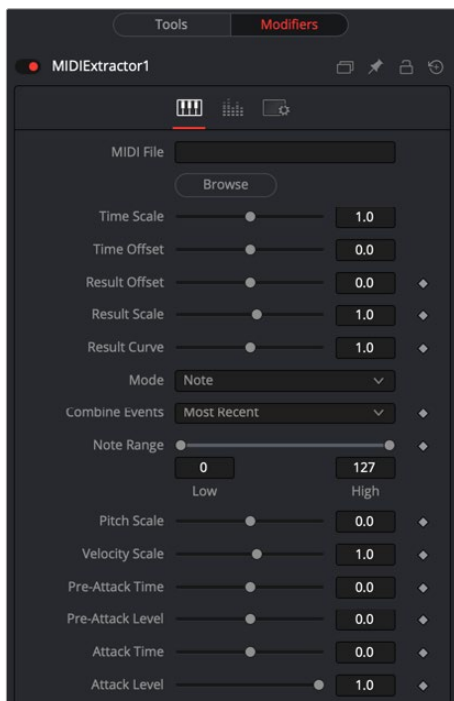 Tools Modifiers
MIDIExtractor1
MIDI File
Browse
Time Scale 1.0
Time Offset 0.0
Result Offset 0.0
Result Scale 1.0
Result Curve 1.0
Mode Note
Combine Events Most Recent
Note Range
0 127
Low High
Pitch Scale 0.0
Velocity Scale 1.0
Pre-Attack Time 0.0
Pre-Attack Level 0.0
Attack Time 0.0
Attack Level 1.0